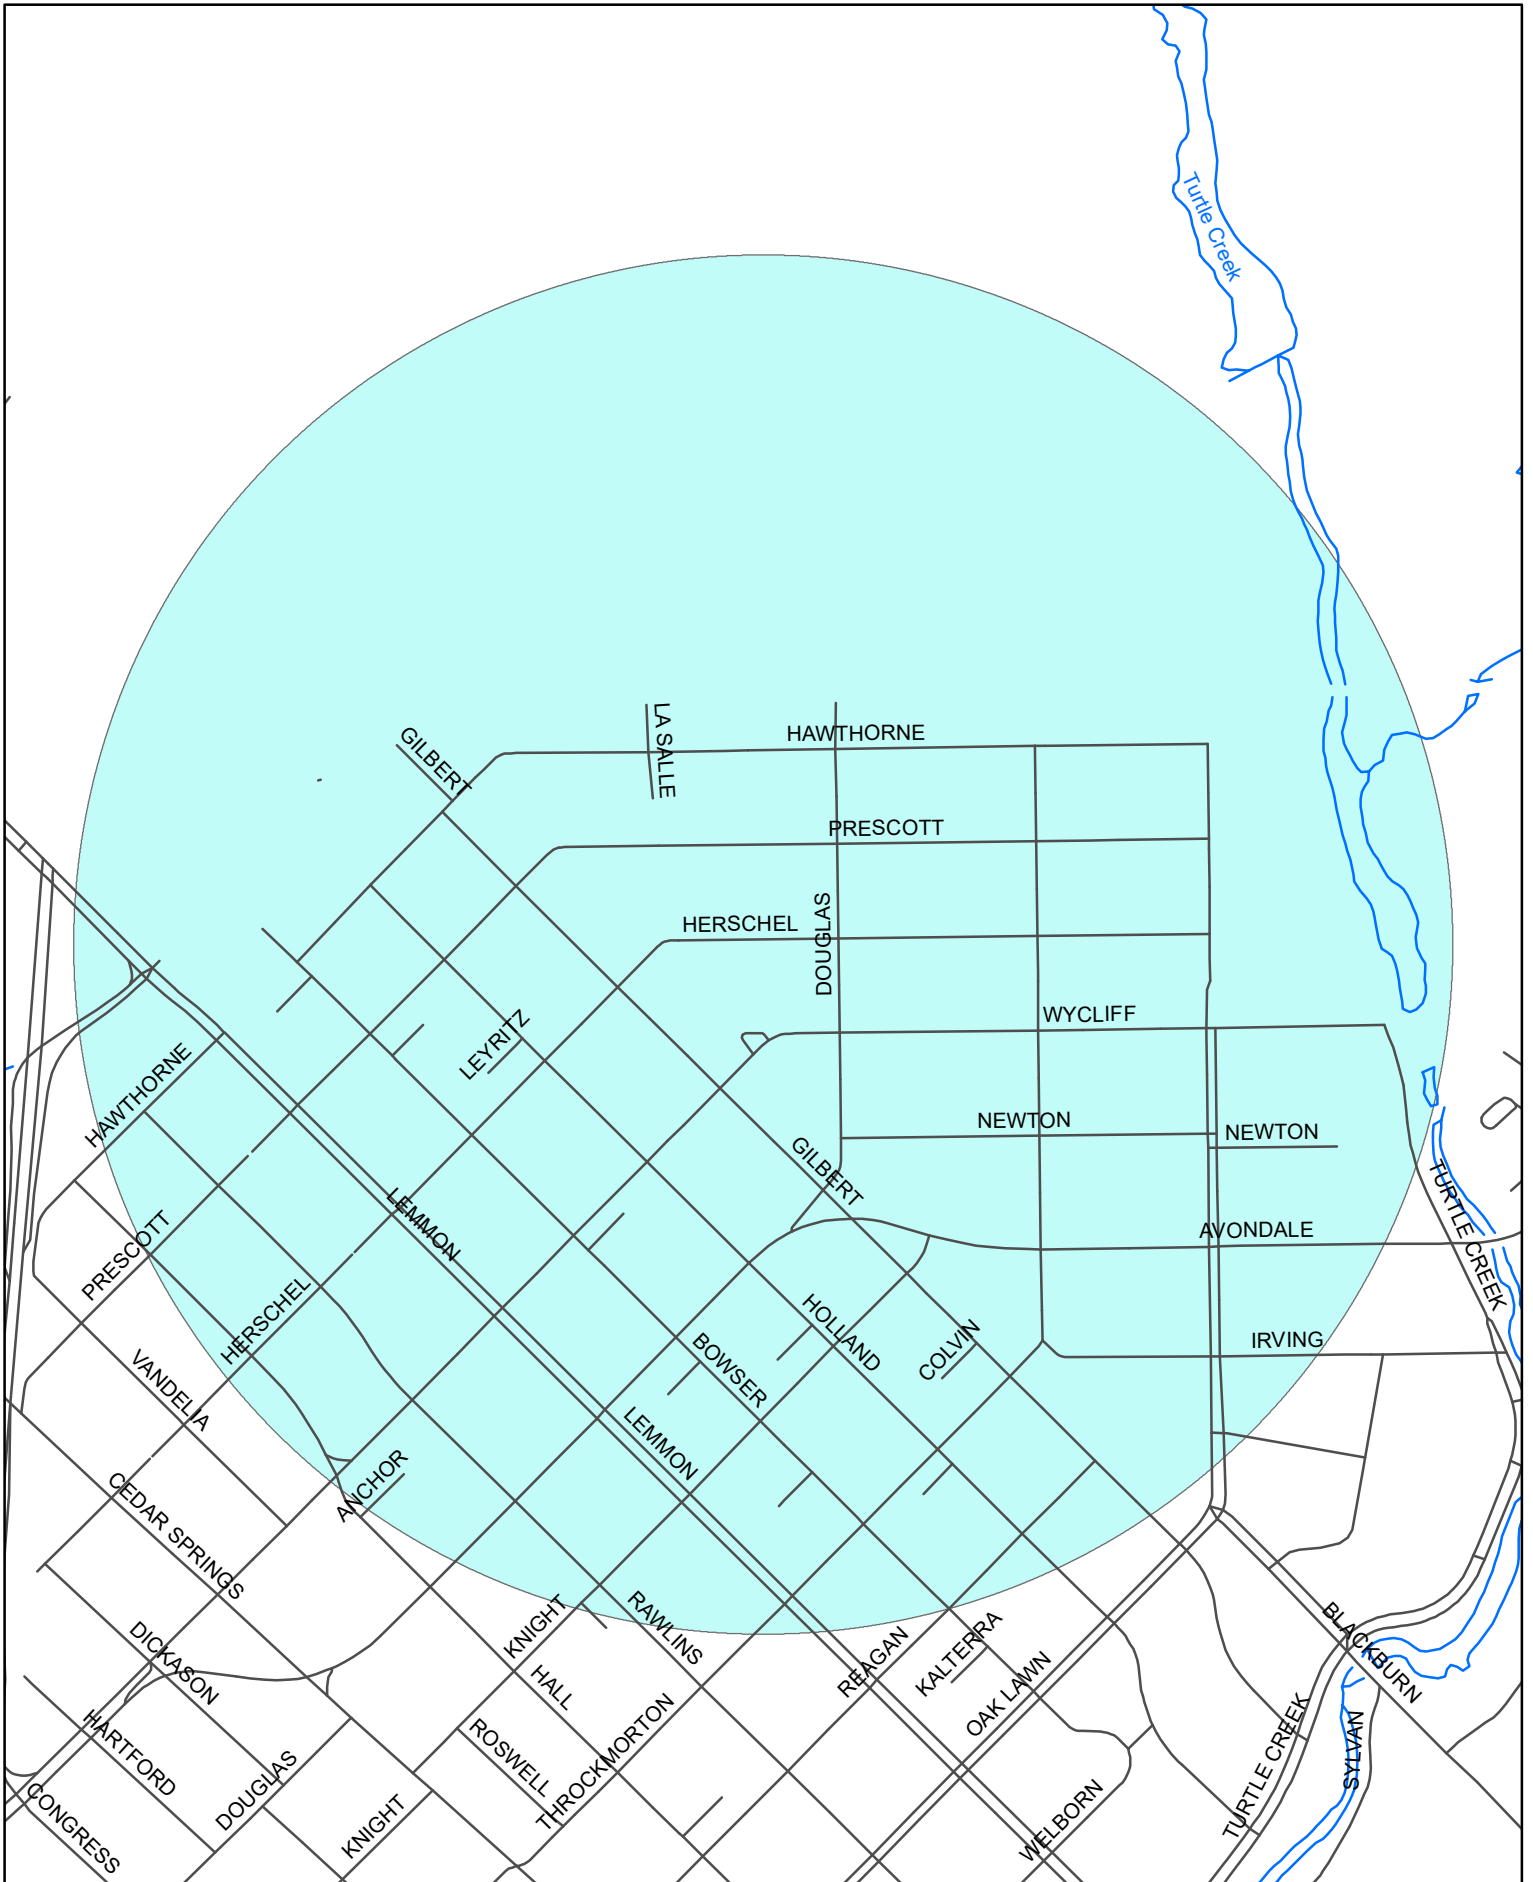 Turtle Creek
LA SALLE
GILBERT
HAWTHORNE
PRESCOTT
DOUGLAS
HERSCHEL
WYCLIFF
LEYRITZ
HAWTHORNE
NEWTON
NEWTON
GILBERT
LEMMON
TURTLE CREEK
PRESCOTT
AVONDALE
HERSCHEL
HOLLAND
COLVIN
IRVING
BOWSER
VANDELIA
LEMMON
ANCHOR
CEDAR SPRINGS
KNIGHT
RAWLINS
BLACKBURN
DICKASON
REAGAN
KALTERRA
HALL
OAK LAWN
TURTLE CREEK
SYLVAN
HARTFORD
ROSWELL
THROCKMORTON
DOUGLAS
KNIGHT
WELBORN
CONGRESS